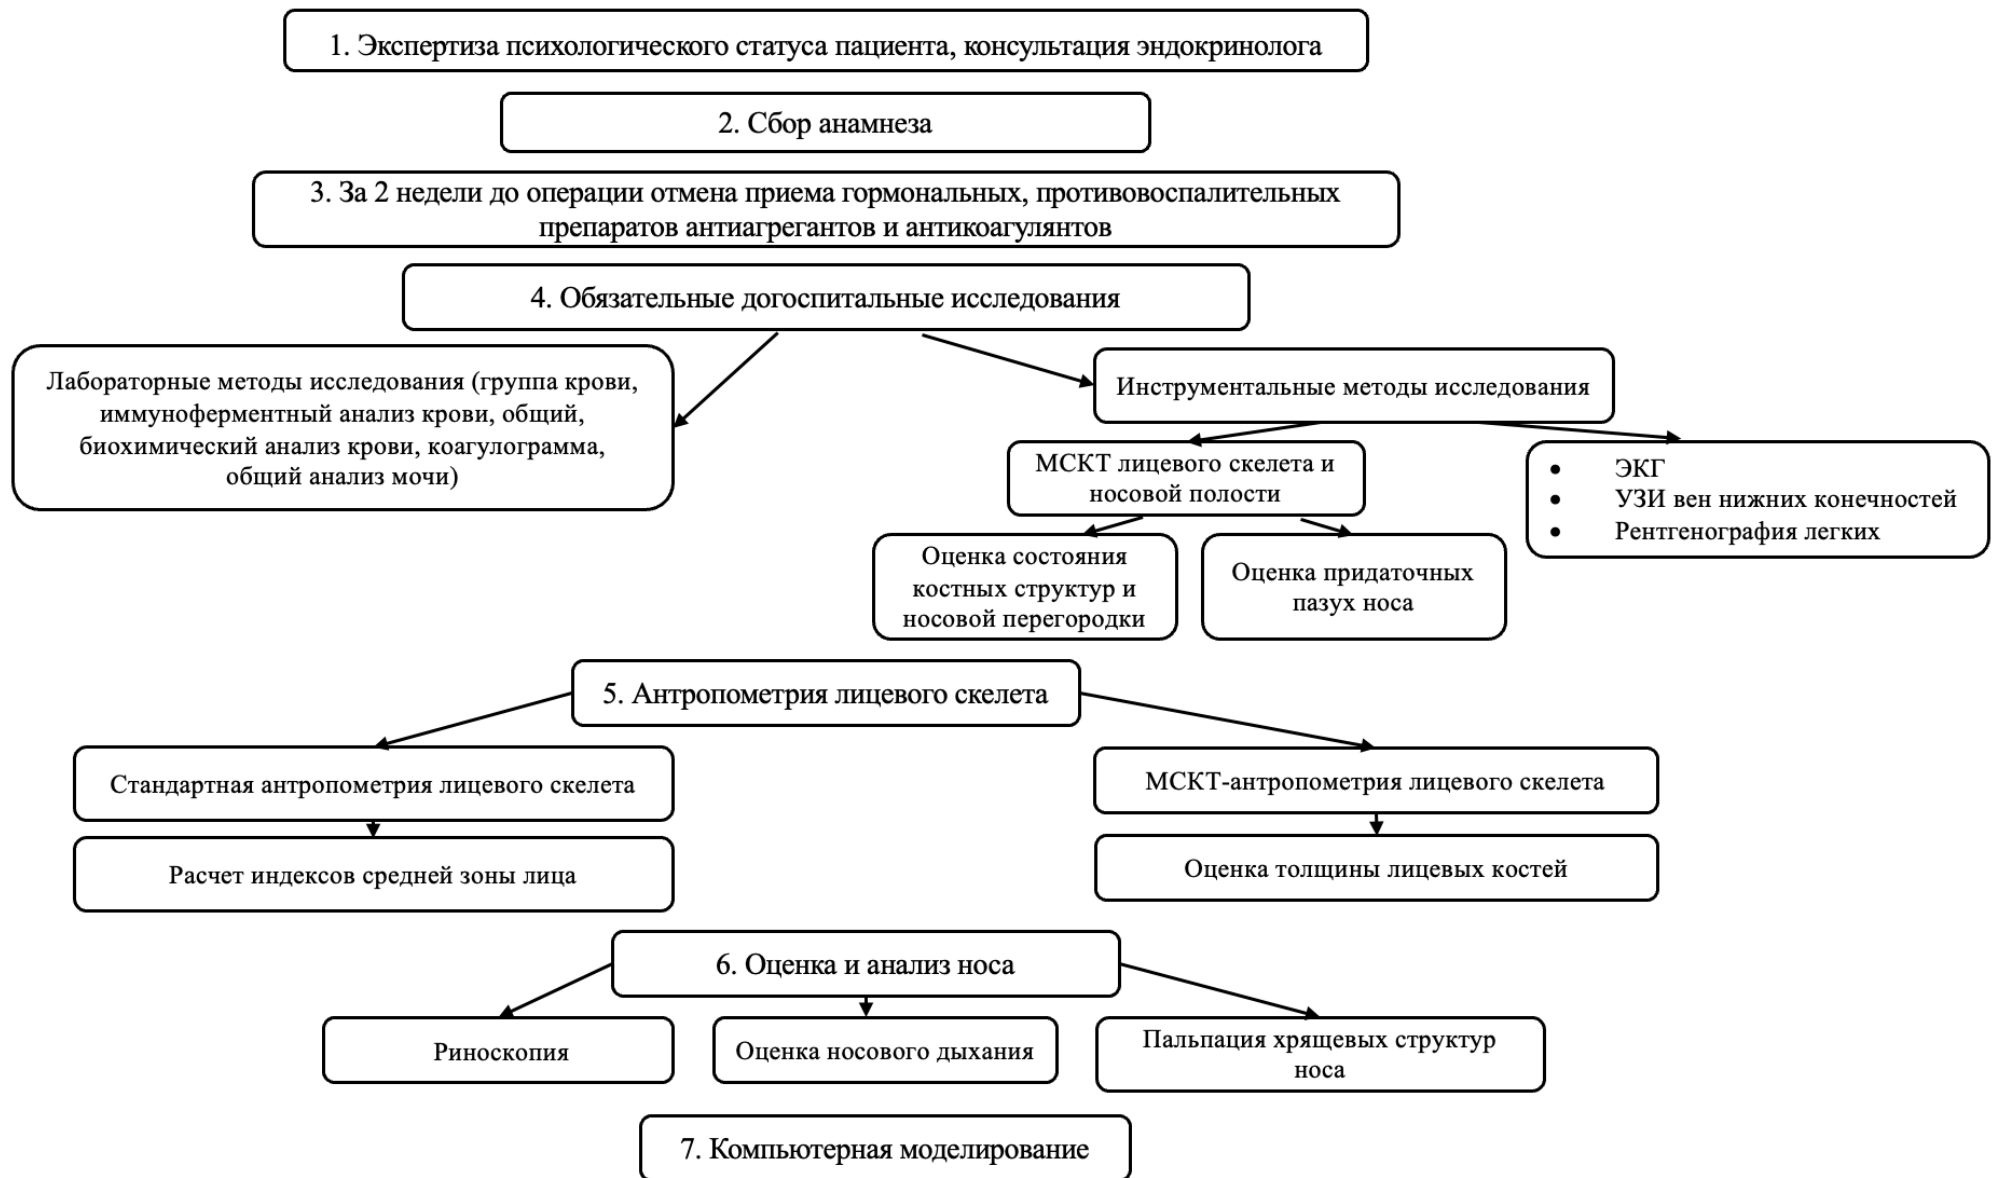 1. Экспертиза психологического статуса пациента, консультация эндокринолога
2. Сбор анамнеза
3. За 2 недели до операции отмена приема гормональных, противовоспалительных
препаратов антиагрегантов и антикоагулянтов
4. Обязательные догоспитальные исследования
Лабораторные методы исследования (группа крови,
иммуноферментный анализ крови, общий,
биохимический анализ крови, коагулограмма,
общий анализ мочи)
Инструментальные методы исследования
МСКТ лицевого скелета и
носовой полости
• ЭКГ
• УЗИ вен нижних конечностей
• Рентгенография легких
Оценка состояния
костных структур и
носовой перегородки
Оценка придаточных
пазух носа
5. Антропометрия лицевого скелета
Стандартная антропометрия лицевого скелета
МСКТ-антропометрия лицевого скелета
Расчет индексов средней зоны лица
Оценка толщины лицевых костей
6. Оценка и анализ носа
Риноскопия
Оценка носового дыхания
Пальпация хрящевых структур
носа
7. Компьютерная моделирование